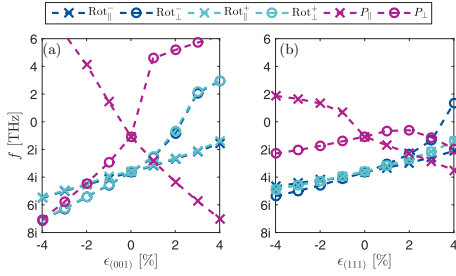 Rot∥⁻ Rot⊥⁻ Rot∥⁺ Rot⊥⁺ P∥ P⊥
(a) (b)
f [THz]
6 6
4 4
2 2
0 0
2i 2i
4i 4i
6i 6i
8i 8i
-4 -2 0 2 4 -4 -2 0 2 4
ϵ(001) [%] ϵ(111) [%]